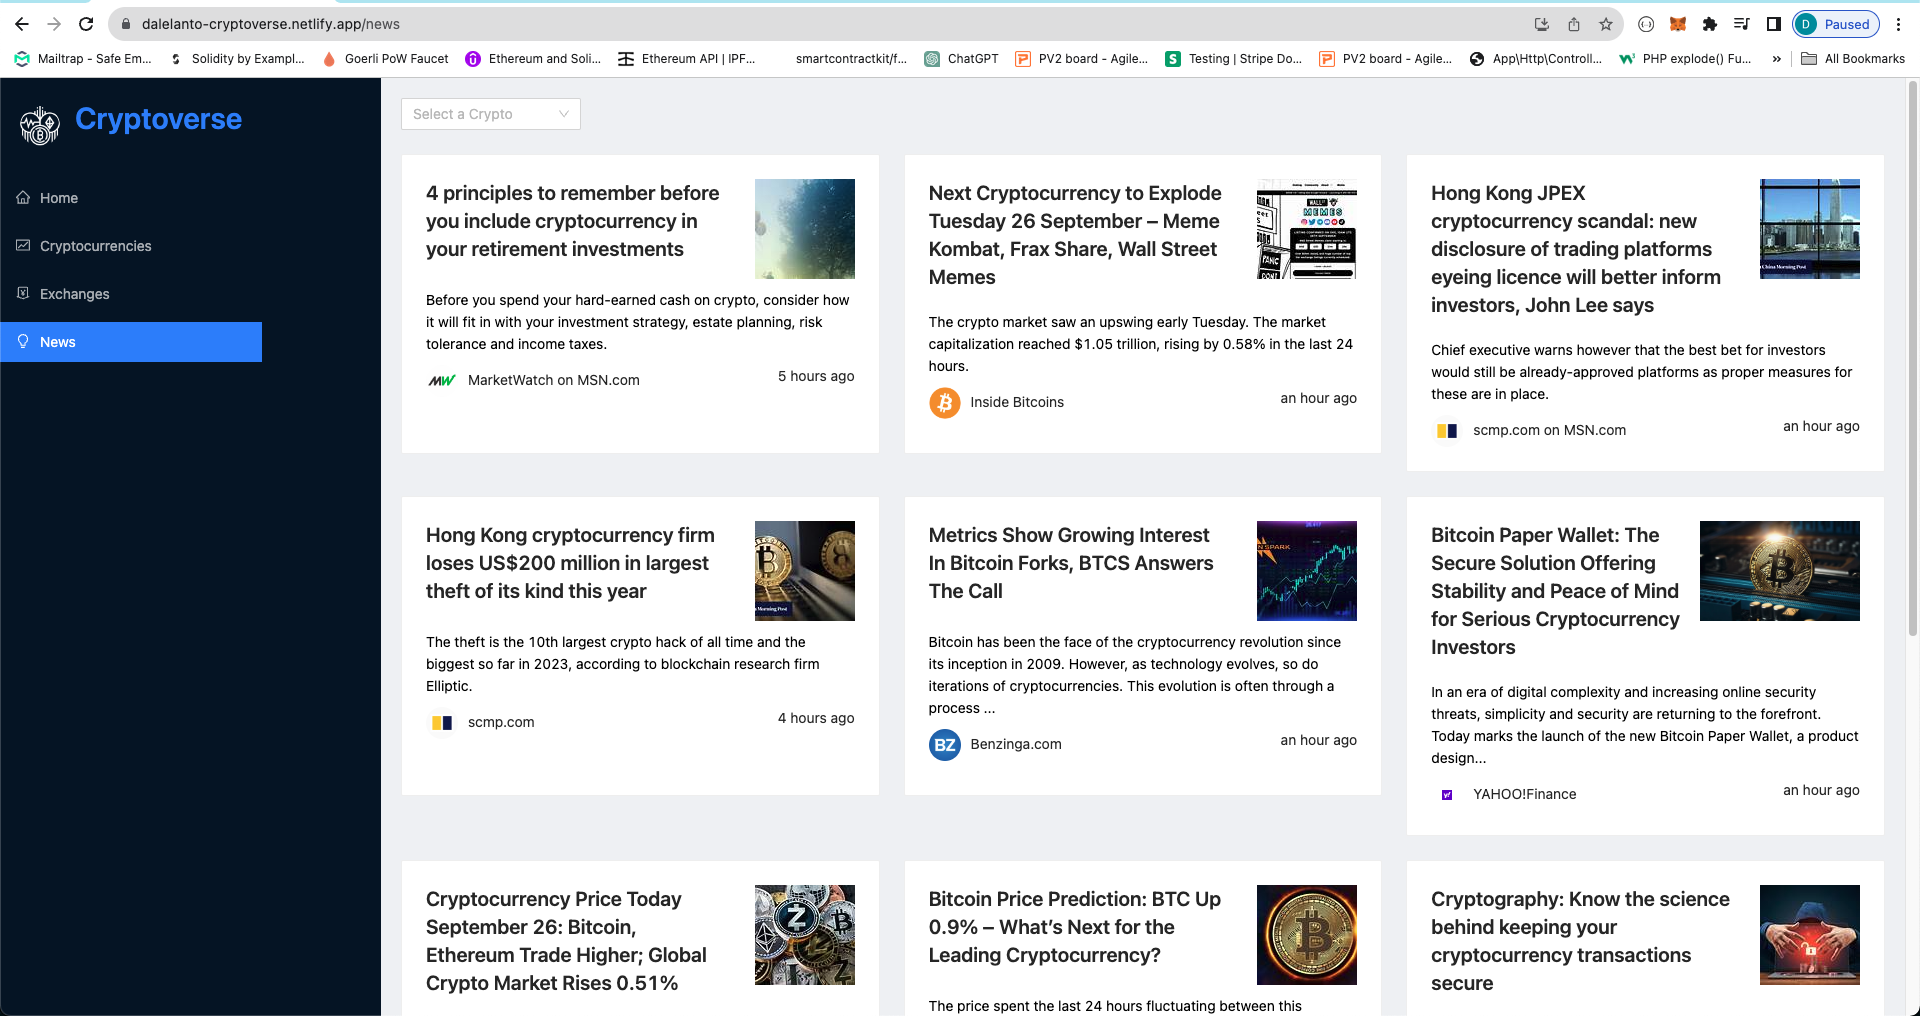 dalelanto-cryptoverse.netlify.app/news
D Paused
Mailtrap - Safe Em...
Solidity by Exampl...
Goerli PoW Faucet
Ethereum and Soli...
Ethereum API | IPF...
smartcontractkit/f...
ChatGPT
PV2 board - Agile...
Testing | Stripe Do...
PV2 board - Agile...
App\Http\Controll...
PHP explode() Fu...
»
All Bookmarks
Cryptoverse
Home
Cryptocurrencies
Exchanges
News
Select a Crypto
4 principles to remember before
you include cryptocurrency in
your retirement investments
Before you spend your hard-earned cash on crypto, consider how
it will fit in with your investment strategy, estate planning, risk
tolerance and income taxes.
MW MarketWatch on MSN.com
5 hours ago
Next Cryptocurrency to Explode
Tuesday 26 September – Meme
Kombat, Frax Share, Wall Street
Memes
WALL ST
MEMES
The crypto market saw an upswing early Tuesday. The market
capitalization reached $1.05 trillion, rising by 0.58% in the last 24
hours.
Inside Bitcoins
an hour ago
Hong Kong JPEX
cryptocurrency scandal: new
disclosure of trading platforms
eyeing licence will better inform
investors, John Lee says
China Morning Post
Chief executive warns however that the best bet for investors
would still be already-approved platforms as proper measures for
these are in place.
scmp.com on MSN.com
an hour ago
Hong Kong cryptocurrency firm
loses US$200 million in largest
theft of its kind this year
Morning Post
The theft is the 10th largest crypto hack of all time and the
biggest so far in 2023, according to blockchain research firm
Elliptic.
scmp.com
4 hours ago
Metrics Show Growing Interest
In Bitcoin Forks, BTCS Answers
The Call
N SPARK
Bitcoin has been the face of the cryptocurrency revolution since
its inception in 2009. However, as technology evolves, so do
iterations of cryptocurrencies. This evolution is often through a
process ...
BZ Benzinga.com
an hour ago
Bitcoin Paper Wallet: The
Secure Solution Offering
Stability and Peace of Mind
for Serious Cryptocurrency
Investors
In an era of digital complexity and increasing online security
threats, simplicity and security are returning to the forefront.
Today marks the launch of the new Bitcoin Paper Wallet, a product
design...
y! YAHOO!Finance
an hour ago
Cryptocurrency Price Today
September 26: Bitcoin,
Ethereum Trade Higher; Global
Crypto Market Rises 0.51%
Bitcoin Price Prediction: BTC Up
0.9% – What's Next for the
Leading Cryptocurrency?
The price spent the last 24 hours fluctuating between this
Cryptography: Know the science
behind keeping your
cryptocurrency transactions
secure